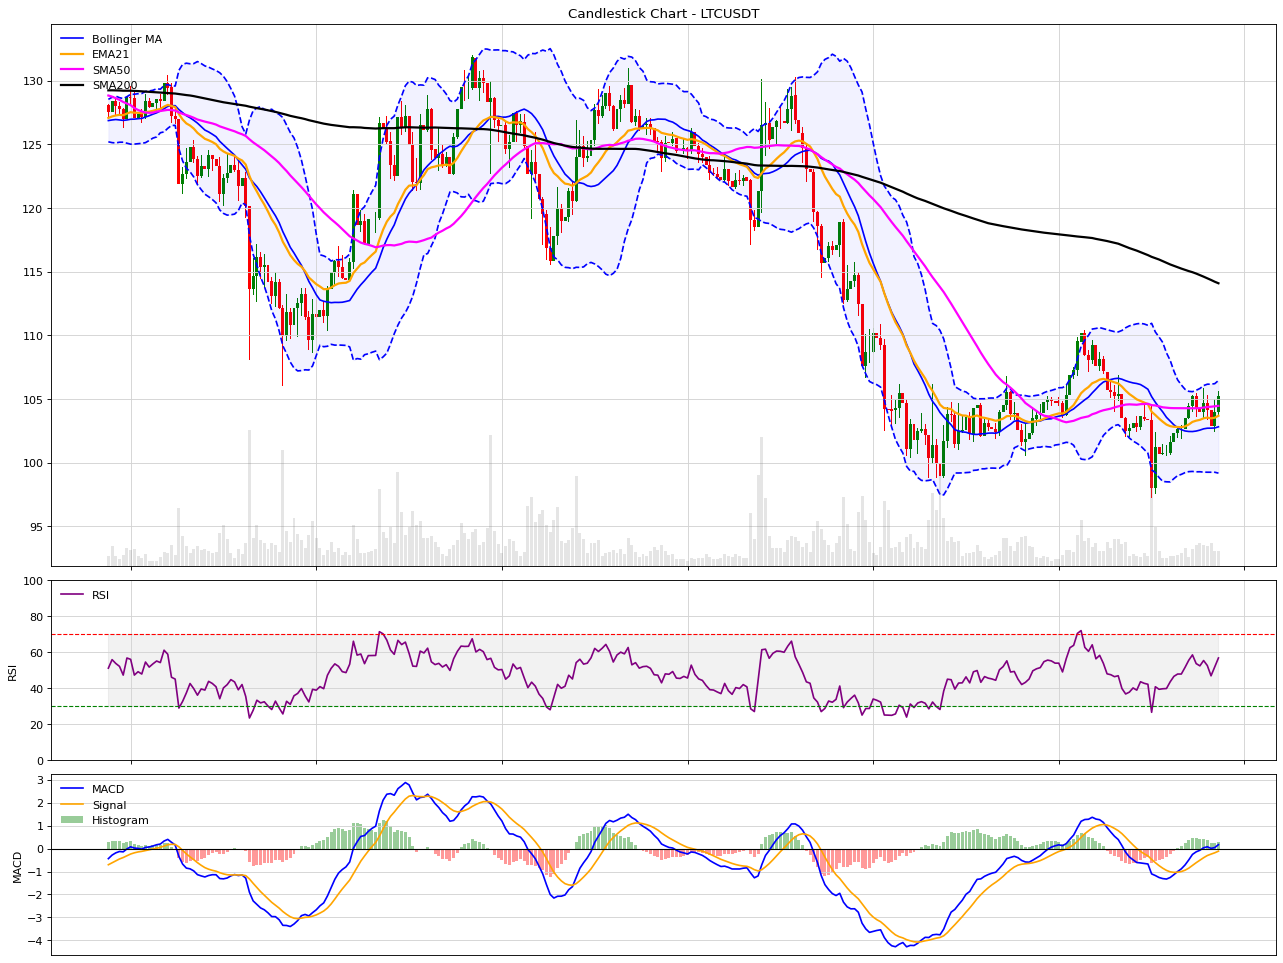 Candlestick Chart - LTCUSDT
Bollinger MA
EMA21
SMA50
SMA200
130
125
120
115
110
105
100
95
100
80
60
40
20
0
RSI
RSI
3
2
1
0
−1
−2
−3
−4
MACD
MACD
Signal
Histogram